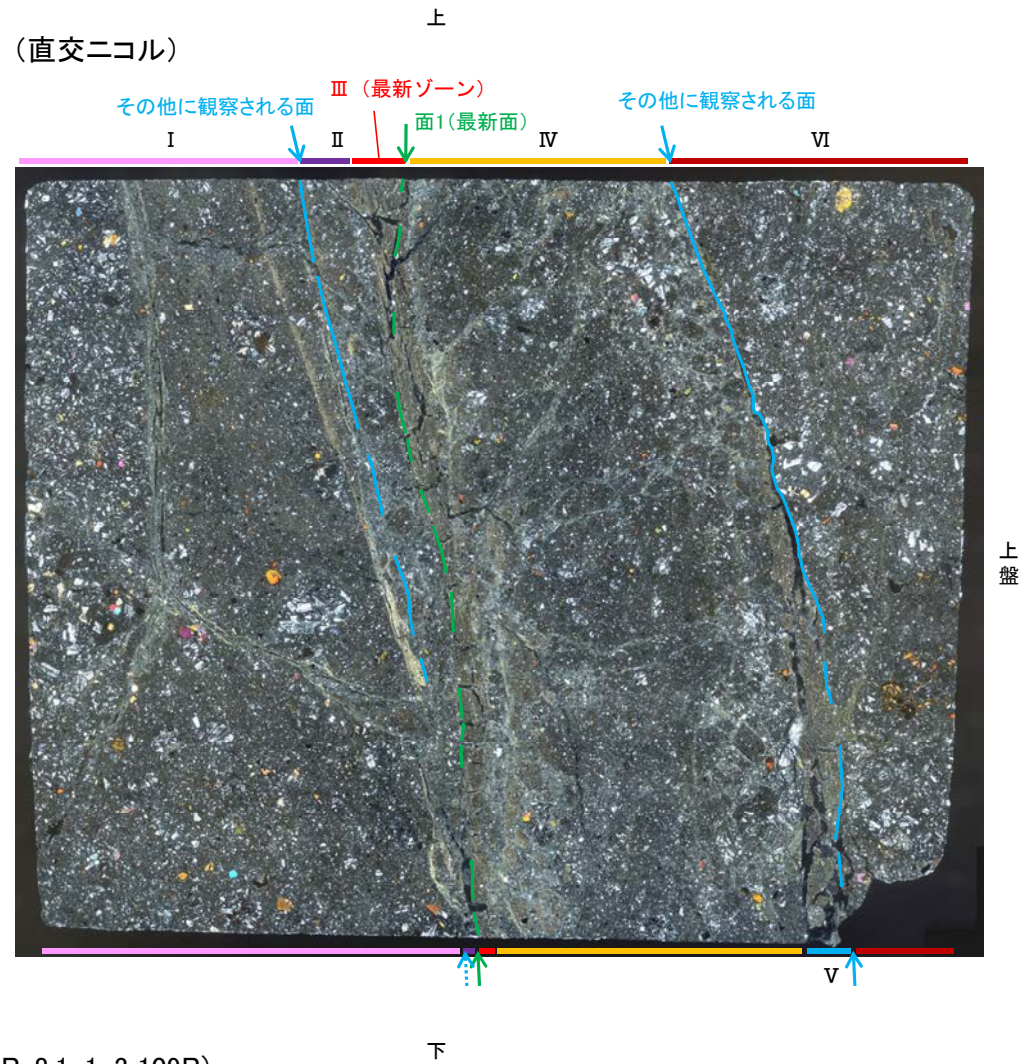 上
(直交ニコル)
Ⅲ (最新ゾーン)
その他に観察される面
その他に観察される面
面1(最新面)
Ⅰ
Ⅱ
Ⅳ
Ⅵ
上盤
Ⅴ
下